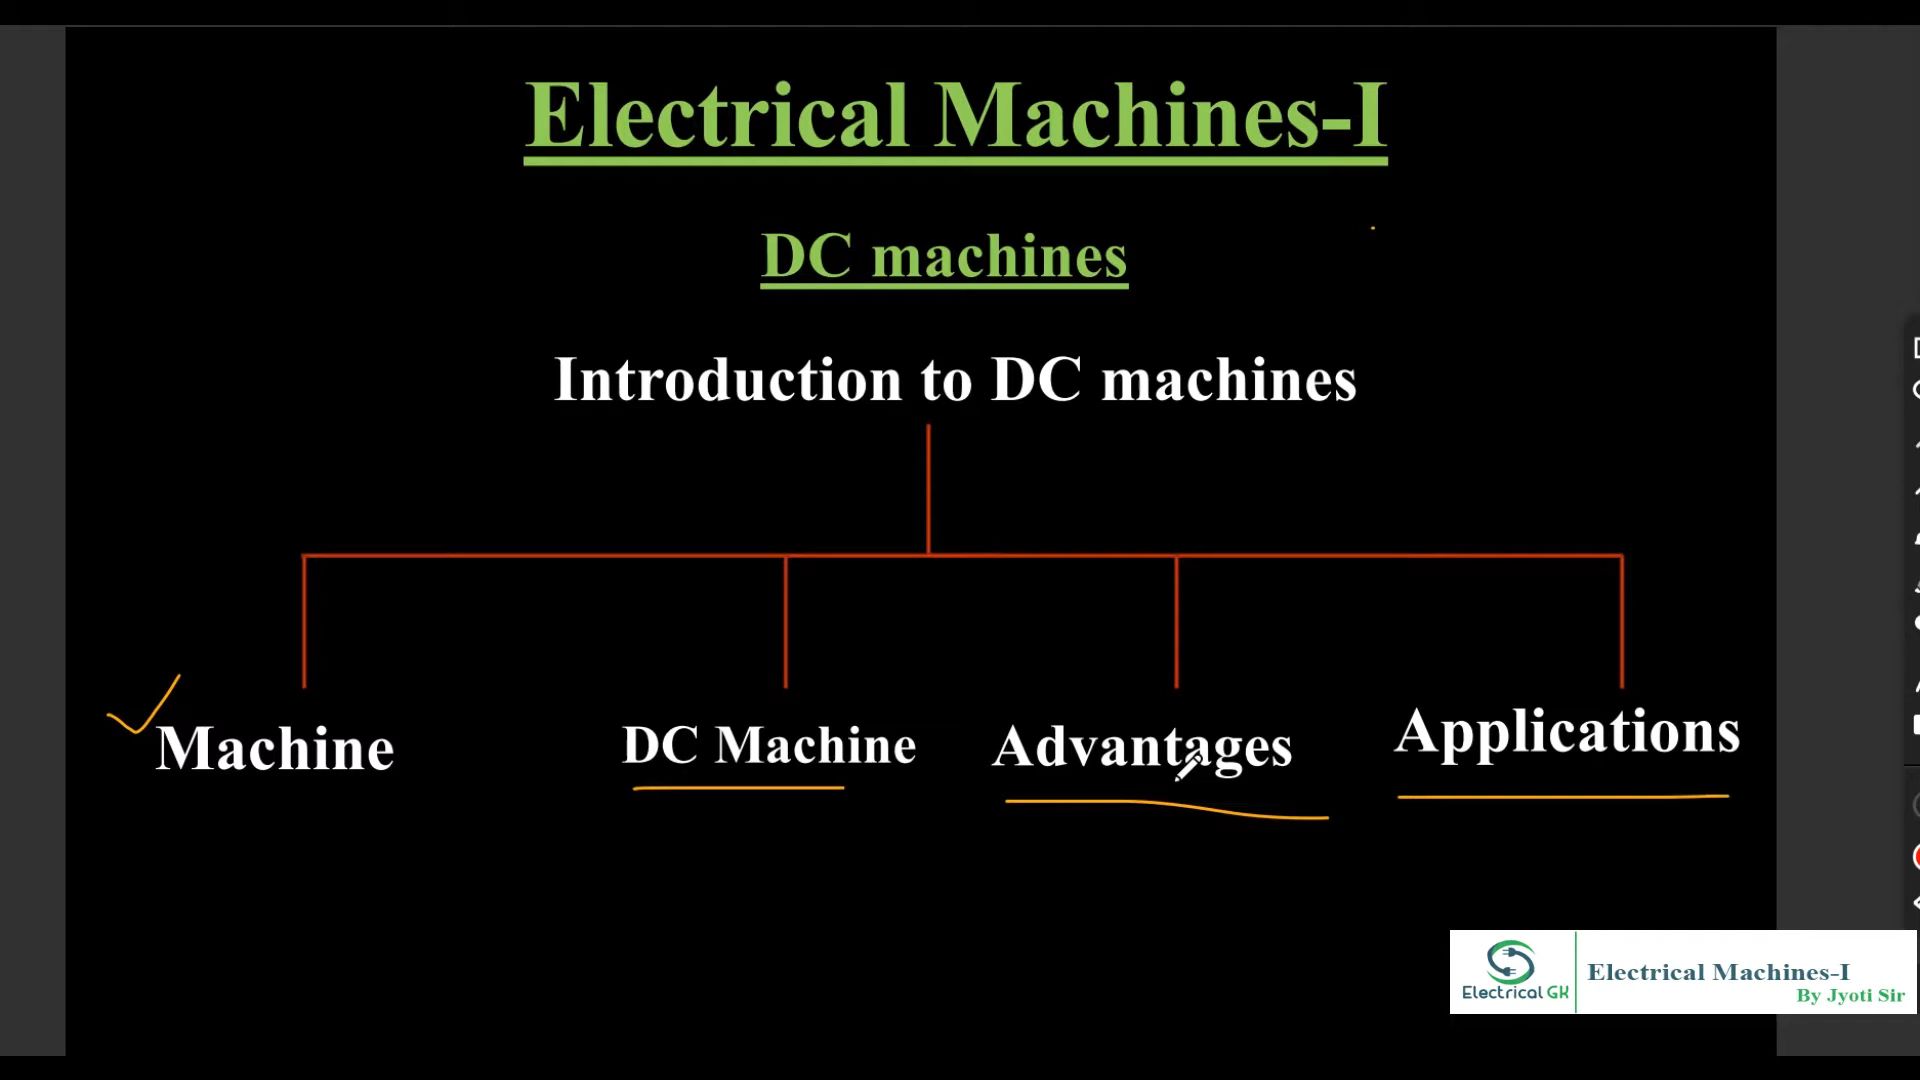 Electrical Machines-I
DC machines
Introduction to DC machines
Machine
DC Machine
Advantages
Applications
Electrical GK
Electrical Machines-I
By Jyoti Sir